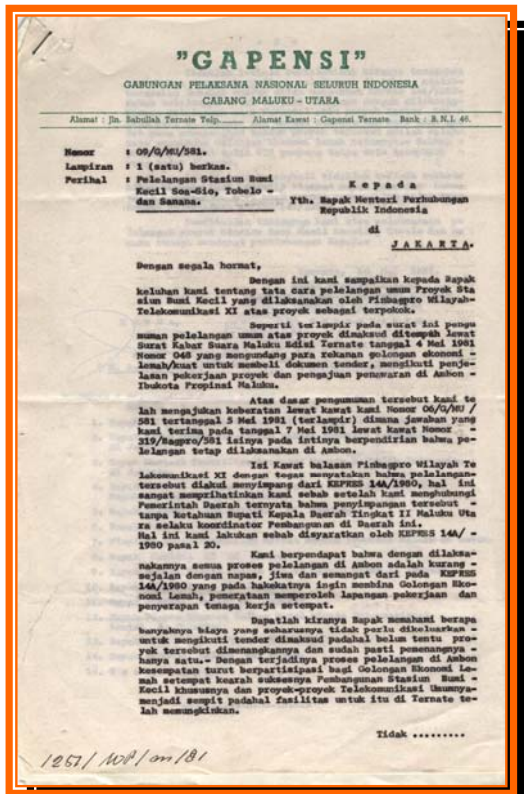 1/
"GAPENSI"
GABUNGAN PELAKSANA NASIONAL SELURUH INDONESIA
CABANG MALUKU - UTARA
Alamat : Jln. Babullah Ternate Telp. Alamat Kawat : Gapensi Ternate Bank : B.N.I. 46.
Nomor : 09/G/MU/581.
Lampiran : 1 (satu) berkas.
Perihal : Pelelangan Stasiun Bumi
Kecil Soa-Sio, Tobelo -
dan Sanana.
K e p a d a
Yth. Bapak Menteri Perhubungan
Republik Indonesia
di
J A K A R T A.
Dengan segala hormat,
Dengan ini kami sampaikan kepada Bapak
keluhan kami tentang tata cara pelelangan umum Proyek Sta
siun Bumi Kecil yang dilaksanakan oleh Pinbagpro Wilayah-
Telekomunikasi XI atas proyek sebagai terpokok.
Seperti terlampir pada surat ini pengu
muman pelelangan umum atas proyek dimaksud ditempuh lewat
Surat Kabar Suara Maluku Edisi Ternate tanggal 4 Mei 1981
Nomor 048 yang mengundang para rekanan golongan ekonomi -
lemah/kuat untuk membeli dokumen tender, mengikuti penje-
lasan pekerjaan proyek dan pengajuan penawaran di Ambon -
Ibukota Propinsi Maluku.
Atas dasar pengumuman tersebut kami te
lah mengajukan keberatan lewat kawat kami Nomor 06/G/MU /
581 tertanggal 5 Mei 1981 (terlampir) dimana jawaban yang
kami terima pada tanggal 7 Mei 1981 lewat kawat Nomor -
319/Bagpro/581 isinya pada intinya berpendirian bahwa pe-
lelangan tetap dilaksanakan di Ambon.
Isi Kawat balasan Pinbagpro Wilayah Te
lekomunikasi XI dengan tegas menyatakan bahwa pelelangan-
tersebut diakui menyimpang dari KEPRES 14A/1980, hal ini
sangat memprihatinkan kami sebab setelah kami menghubungi
Pemerintah Daerah ternyata bahwa penyimpangan tersebut -
tanpa ketahuan Bupati Kepala Daerah Tingkat II Maluku Uta
ra selaku koordinator Pembangunan di Daerah ini.
Hal ini kami lakukan sebab disyaratkan oleh KEPRES 14A/ -
1980 pasal 20.
Kami berpendapat bahwa dengan dilaksa-
nakannya semua proses pelelangan di Ambon adalah kurang -
sejalan dengan napas, jiwa dan semangat dari pada KEPRES
14A/1980 yang pada hakekatnya ingin membina Golongan Eko-
nomi Lemah, pemerataan memperoleh lapangan pekerjaan dan
penyerapan tenaga kerja setempat.
Dapatlah kiranya Bapak memahami berapa
banyaknya biaya yang seharusnya tidak perlu dikeluarkan -
untuk mengikuti tender dimaksud padahal belum tentu pro-
yek tersebut dimenangkannya dan sudah pasti pemenangnya -
hanya satu.- Dengan terjadinya proses pelelangan di Ambon
kesempatan turut berpartisipasi bagi Golongan Ekonomi Le-
mah setempat kearah suksesnya Pembangunan Stasiun Bumi -
Kecil khususnya dan proyek-proyek Telekomunikasi Umumnya-
menjadi sempit padahal fasilitas untuk itu di Ternate te-
lah memungkinkan.
Tidak .........